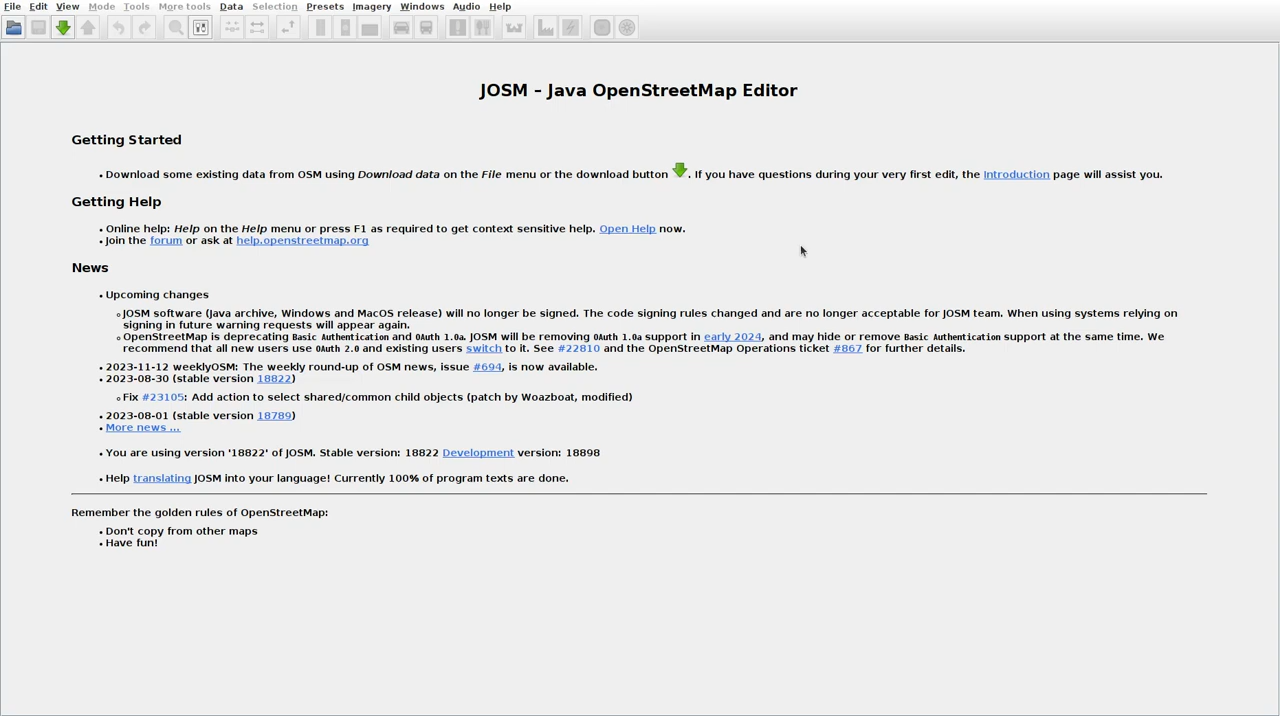 File Edit View Mode Tools More tools Data Selection Presets Imagery Windows Audio Help
JOSM – Java OpenStreetMap Editor
Getting Started
• Download some existing data from OSM using Download data on the File menu or the download button . If you have questions during your very first edit, the Introduction page will assist you.
Getting Help
• Online help: Help on the Help menu or press F1 as required to get context sensitive help. Open Help now.
• Join the forum or ask at help.openstreetmap.org
News
• Upcoming changes
JOSM software (Java archive, Windows and MacOS release) will no longer be signed. The code signing rules changed and are no longer acceptable for JOSM team. When using systems relying on
signing in future warning requests will appear again.
OpenStreetMap is deprecating Basic Authentication and OAuth 1.0a. JOSM will be removing OAuth 1.0a support in early 2024, and may hide or remove Basic Authentication support at the same time. We
recommend that all new users use OAuth 2.0 and existing users switch to it. See #22810 and the OpenStreetMap Operations ticket #867 for further details.
• 2023-11-12 weeklyOSM: The weekly round-up of OSM news, issue #694, is now available.
• 2023-08-30 (stable version 18822)
Fix #23105: Add action to select shared/common child objects (patch by Woazboat, modified)
• 2023-08-01 (stable version 18789)
• More news ...
• You are using version '18822' of JOSM. Stable version: 18822 Development version: 18898
• Help translating JOSM into your language! Currently 100% of program texts are done.
Remember the golden rules of OpenStreetMap:
• Don't copy from other maps
• Have fun!